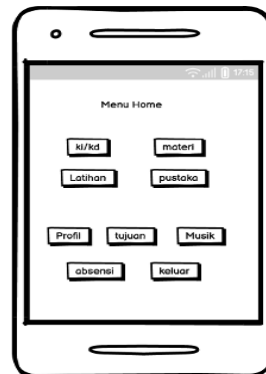 17:15
Menu Home
ki/kd materi
Latihan pustaka
Profil tujuan Musik
absensi keluar